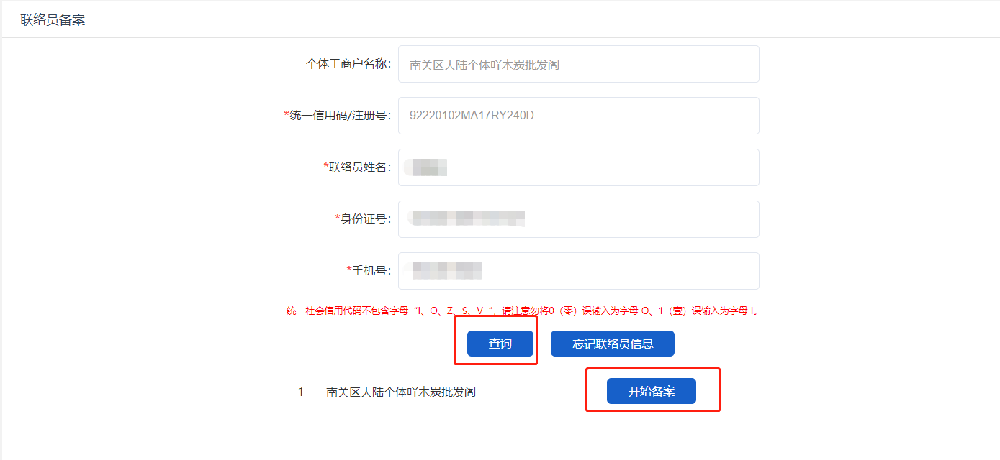 联络员备案
个体工商户名称： 南关区大陆个体吖木炭批发阁
*统一信用码/注册号： 92220102MA17RY240D
*联络员姓名：
*身份证号：
*手机号：
统一社会信用代码不包含字母“I、O、Z、S、V “，请注意勿将0（零）误输入为字母 O、1（壹）误输入为字母 I。
查询 忘记联络员信息
1 南关区大陆个体吖木炭批发阁 开始备案